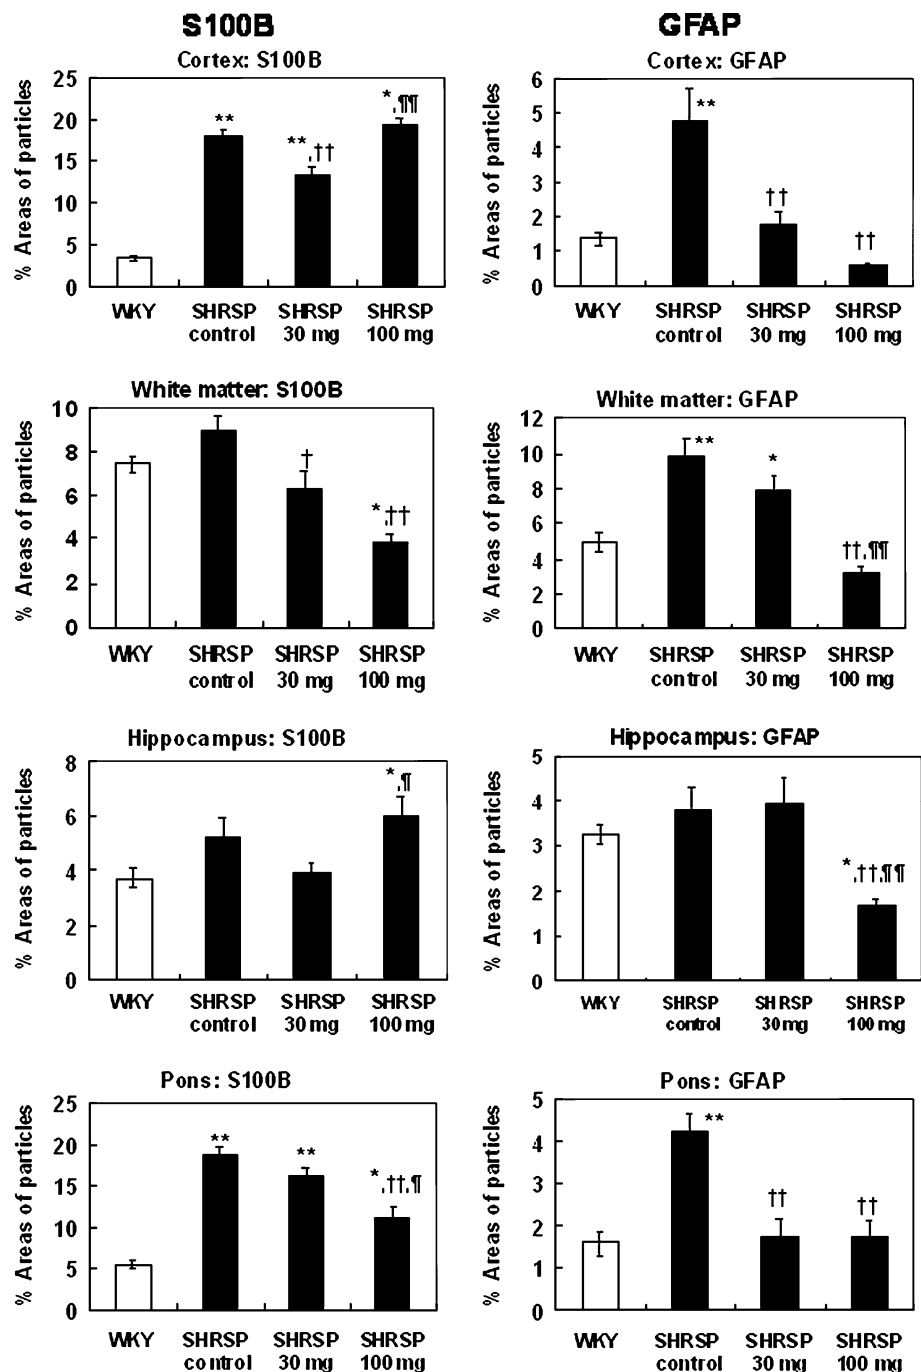 S100B
GFAP
Cortex: S100B
% Areas of particles
25
20
15
10
5
0
**
**,††
*,¶¶
WKY
SHRSP control
SHRSP 30 mg
SHRSP 100 mg
Cortex: GFAP
% Areas of particles
6
5
4
3
2
1
0
**
††
††
WKY
SHRSP control
SHRSP 30 mg
SHRSP 100 mg
White matter: S100B
% Areas of particles
10
8
6
4
2
0
†
*,††
WKY
SHRSP control
SHRSP 30 mg
SHRSP 100 mg
White matter: GFAP
% Areas of particles
12
10
8
6
4
2
0
**
*
††,¶¶
WKY
SHRSP control
SHRSP 30 mg
SHRSP 100 mg
Hippocampus: S100B
% Areas of particles
8
6
4
2
0
*,¶
WKY
SHRSP control
SHRSP 30 mg
SHRSP 100 mg
Hippocampus: GFAP
% Areas of particles
5
4
3
2
1
0
*,††,¶¶
WKY
SHRSP control
SHRSP 30 mg
SHRSP 100 mg
Pons: S100B
% Areas of particles
25
20
15
10
5
0
**
**
*,††,¶
WKY
SHRSP control
SHRSP 30 mg
SHRSP 100 mg
Pons: GFAP
% Areas of particles
5
4
3
2
1
0
**
††
††
WKY
SHRSP control
SHRSP 30 mg
SHRSP 100 mg